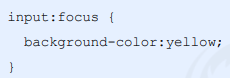 input:focus {
  background-color:yellow;
}